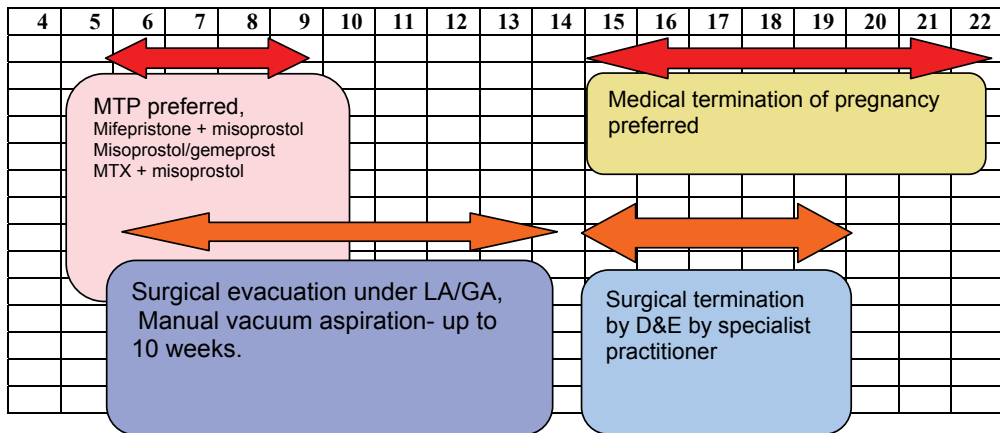 4 5 6 7 8 9 10 11 12 13 14 15 16 17 18 19 20 21 22
MTP preferred,
Mifepristone + misoprostol
Misoprostol/gemeprost
MTX + misoprostol
Medical termination of pregnancy
preferred
Surgical evacuation under LA/GA,
Manual vacuum aspiration- up to
10 weeks.
Surgical termination
by D&E by specialist
practitioner